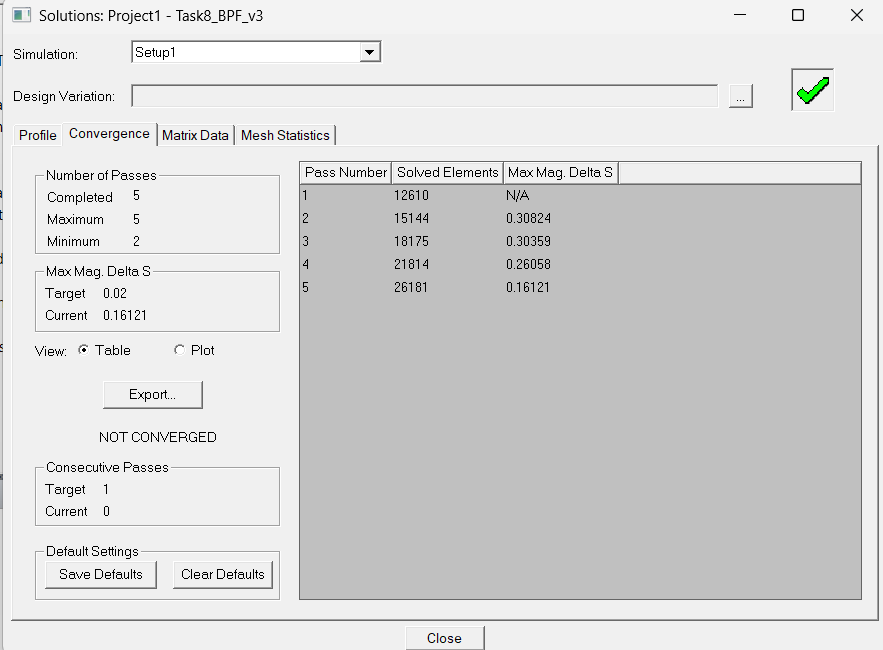 Solutions: Project1 - Task8_BPF_v3
Simulation: Setup1
Design Variation: ...
Profile Convergence Matrix Data Mesh Statistics
Number of Passes
Completed 5
Maximum 5
Minimum 2
Max Mag. Delta S
Target 0.02
Current 0.16121
View: Table Plot
Export...
NOT CONVERGED
Consecutive Passes
Target 1
Current 0
Default Settings
Save Defaults Clear Defaults
Pass Number Solved Elements Max Mag. Delta S
1 12610 N/A
2 15144 0.30824
3 18175 0.30359
4 21814 0.26058
5 26181 0.16121
Close